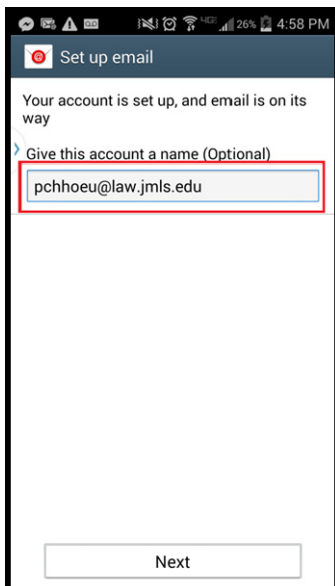 4G 26% 4:58 PM
Set up email
Your account is set up, and email is on its
way
Give this account a name (Optional)
pchhoeu@law.jmls.edu
Next